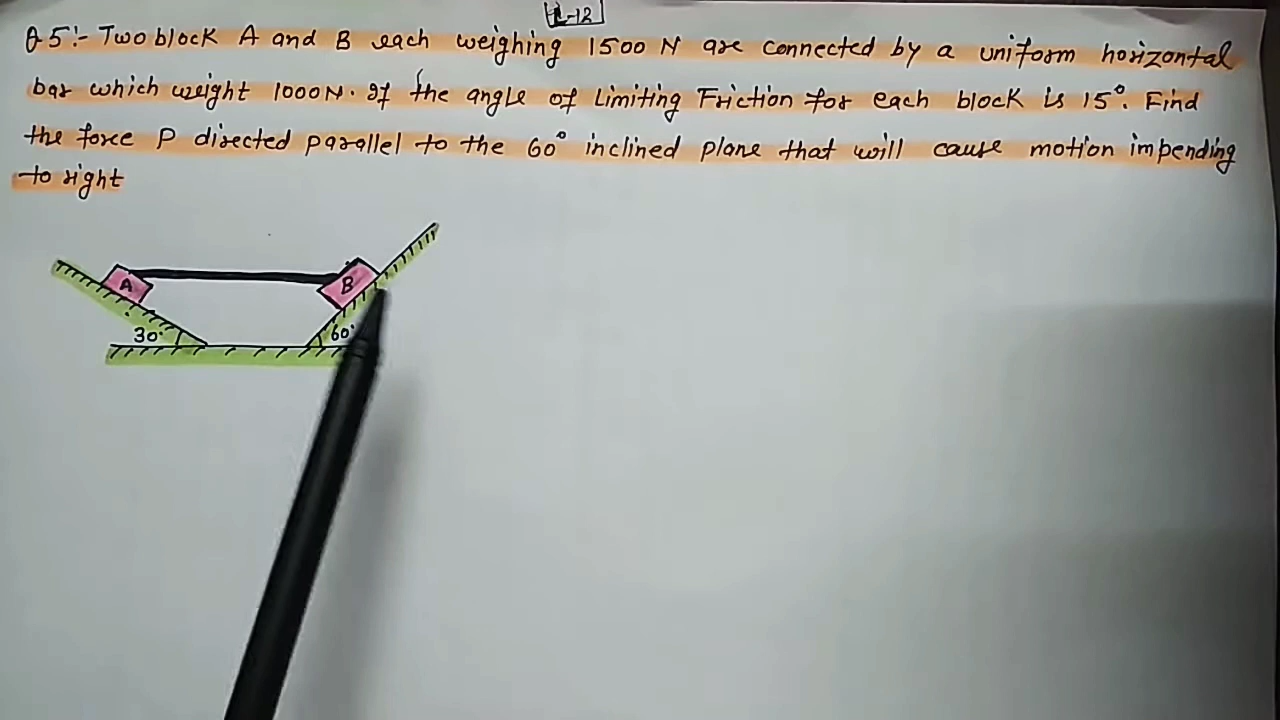 L-12
Q5:- Two block A and B each weighing 1500 N are connected by a uniform horizontal
bar which weight 1000N. If the angle of Limiting Friction for each block is 15°. Find
the force P directed parallel to the 60° inclined plane that will cause motion impending
to right
A B
30° 60°